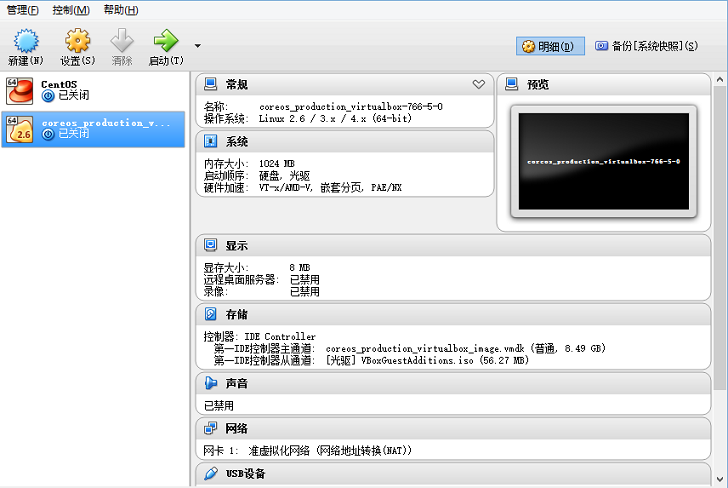 管理(F) 控制(M) 帮助(H)
新建(N) 设置(S) 清除 启动(T) 明细(D) 备份[系统快照](S)
64 CentOS
已关闭
64 2.6 coreos_production_v...
已关闭
常规
名称: coreos_production_virtualbox-766-5-0
操作系统: Linux 2.6 / 3.x / 4.x (64-bit)
系统
内存大小: 1024 MB
启动顺序: 硬盘, 光驱
硬件加速: VT-x/AMD-V, 嵌套分页, PAE/NX
预览
coreos_production_virtualbox-766-5-0
显示
显存大小: 8 MB
远程桌面服务器: 已禁用
录像: 已禁用
存储
控制器: IDE Controller
第一IDE控制器主通道: coreos_production_virtualbox_image.vmdk (普通, 8.49 GB)
第一IDE控制器从通道: [光驱] VBoxGuestAdditions.iso (56.27 MB)
声音
已禁用
网络
网卡 1: 准虚拟化网络 (网络地址转换(NAT))
USB设备